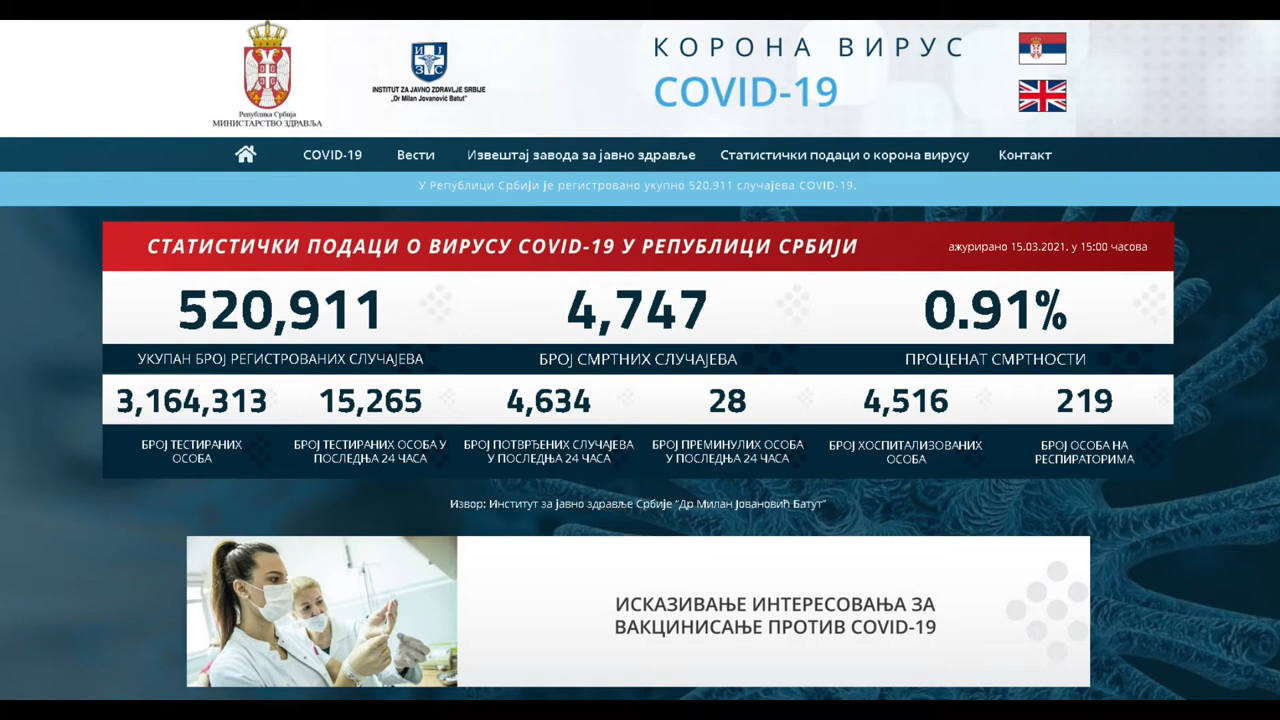 Република Србија
МИНИСТАРСТВО ЗДРАВЉА
ИЈЗС
INSTITUT ZA JAVNO ZDRAVLJE SRBIJE
„Dr Milan Jovanović Batut"
КОРОНА ВИРУС
COVID-19
COVID-19 Вести Извештај завода за јавно здравље Статистички подаци о корона вирусу Контакт
У Републици Србији је регистровано укупно 520.911 случајева COVID-19.
СТАТИСТИЧКИ ПОДАЦИ О ВИРУСУ COVID-19 У РЕПУБЛИЦИ СРБИЈИ
ажурирано 15.03.2021. у 15:00 часова
520,911 4,747 0.91%
УКУПАН БРОЈ РЕГИСТРОВАНИХ СЛУЧАЈЕВА БРОЈ СМРТНИХ СЛУЧАЈЕВА ПРОЦЕНАТ СМРТНОСТИ
3,164,313 15,265 4,634 28 4,516 219
БРОЈ ТЕСТИРАНИХ
ОСОБА
БРОЈ ТЕСТИРАНИХ ОСОБА У
ПОСЛЕДЊА 24 ЧАСА
БРОЈ ПОТВРЂЕНИХ СЛУЧАЈЕВА
У ПОСЛЕДЊА 24 ЧАСА
БРОЈ ПРЕМИНУЛИХ ОСОБА
У ПОСЛЕДЊА 24 ЧАСА
БРОЈ ХОСПИТАЛИЗОВАНИХ
ОСОБА
БРОЈ ОСОБА НА
РЕСПИРАТОРИМА
Извор: Институт за јавно здравље Србије “Др Милан Јовановић Батут”
ИСКАЗИВАЊЕ ИНТЕРЕСОВАЊА ЗА
ВАКЦИНИСАЊЕ ПРОТИВ COVID-19